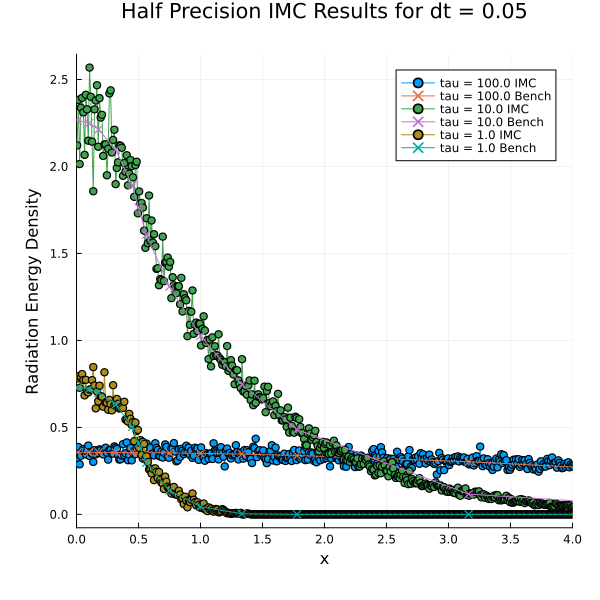 Half Precision IMC Results for dt = 0.05
tau = 100.0 IMC
tau = 100.0 Bench
tau = 10.0 IMC
tau = 10.0 Bench
tau = 1.0 IMC
tau = 1.0 Bench
Radiation Energy Density
2.5
2.0
1.5
1.0
0.5
0.0
0.0 0.5 1.0 1.5 2.0 2.5 3.0 3.5 4.0
x